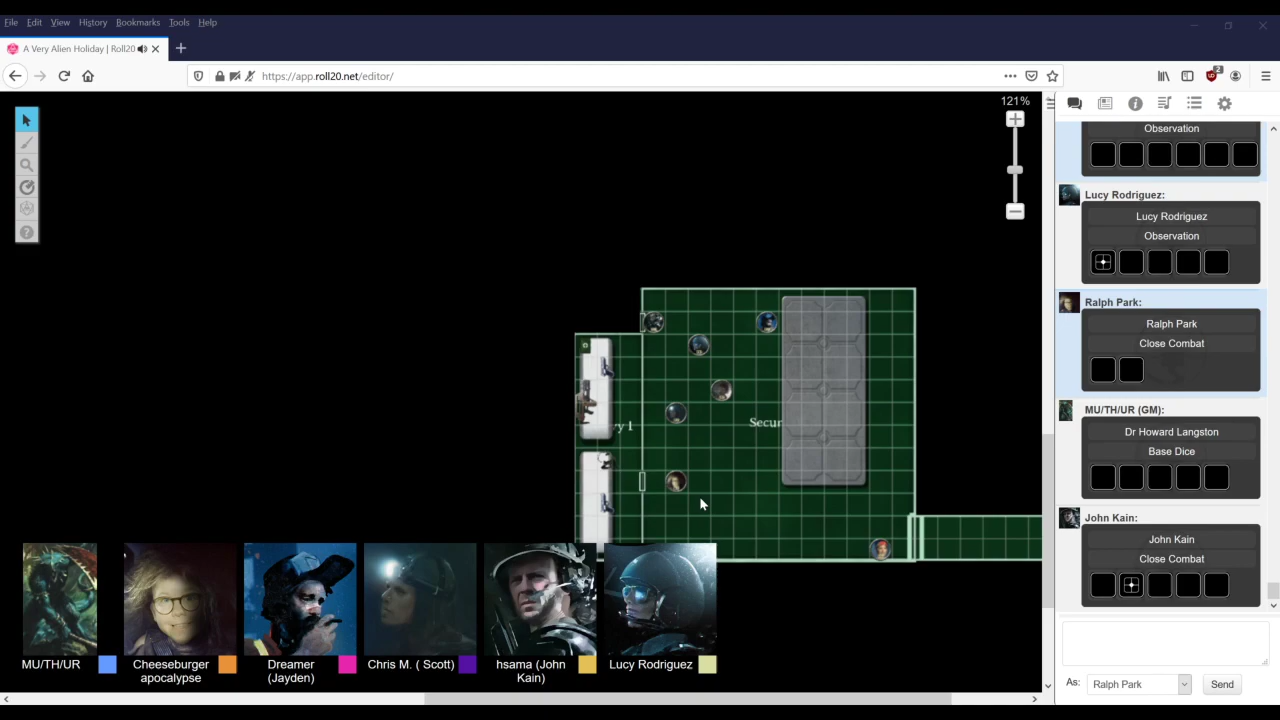 File Edit View History Bookmarks Tools Help
A Very Alien Holiday | Roll20
https://app.roll20.net/editor/
121%
Observation
Lucy Rodriguez:
Lucy Rodriguez
Observation
Ralph Park:
Ralph Park
Close Combat
MU/TH/UR (GM):
Dr Howard Langston
Base Dice
John Kain:
John Kain
Close Combat
ry 1
Secur
MU/TH/UR
Cheeseburger
apocalypse
Dreamer
(Jayden)
Chris M. ( Scott)
hsama (John
Kain)
Lucy Rodriguez
As: Ralph Park Send